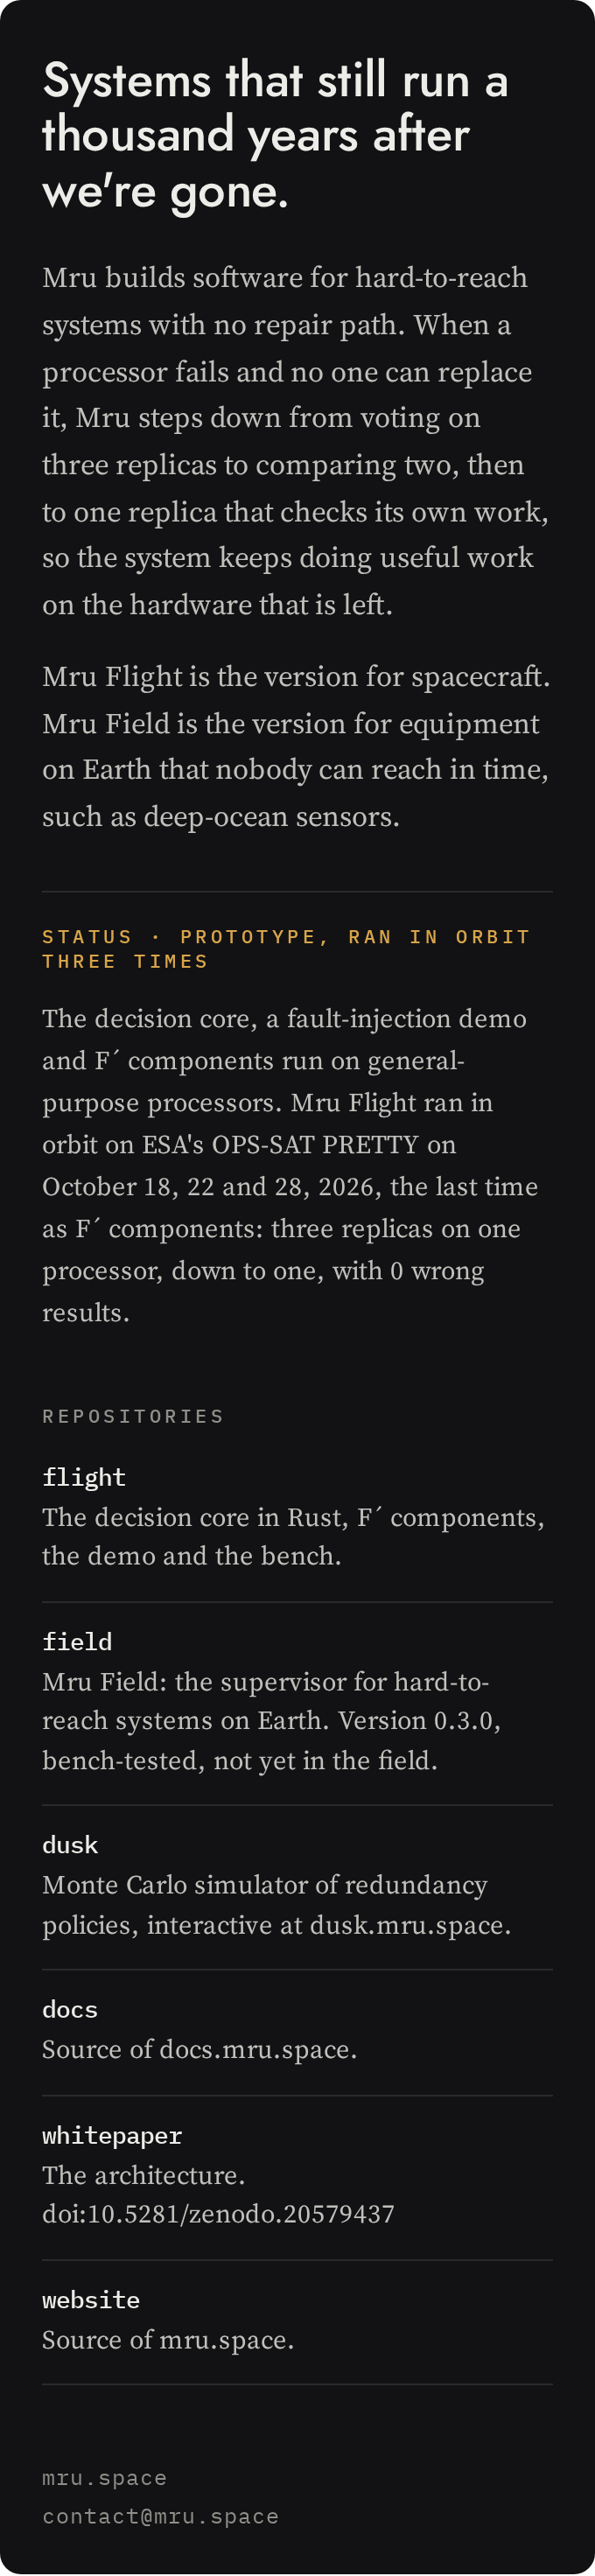 Systems that still run a
thousand years after
we're gone.
Mru builds software for hard-to-reach
systems with no repair path. When a
processor fails and no one can replace
it, Mru steps down from voting on
three replicas to comparing two, then
to one replica that checks its own work,
so the system keeps doing useful work
on the hardware that is left.
Mru Flight is the version for spacecraft.
Mru Field is the version for equipment
on Earth that nobody can reach in time,
such as deep-ocean sensors.
STATUS · PROTOTYPE, RAN IN ORBIT
THREE TIMES
The decision core, a fault-injection demo
and F´ components run on general-
purpose processors. Mru Flight ran in
orbit on ESA's OPS-SAT PRETTY on
October 18, 22 and 28, 2026, the last time
as F´ components: three replicas on one
processor, down to one, with 0 wrong
results.
REPOSITORIES
flight
The decision core in Rust, F´ components,
the demo and the bench.
field
Mru Field: the supervisor for hard-to-
reach systems on Earth. Version 0.3.0,
bench-tested, not yet in the field.
dusk
Monte Carlo simulator of redundancy
policies, interactive at dusk.mru.space.
docs
Source of docs.mru.space.
whitepaper
The architecture.
doi:10.5281/zenodo.20579437
website
Source of mru.space.
mru.space
contact@mru.space